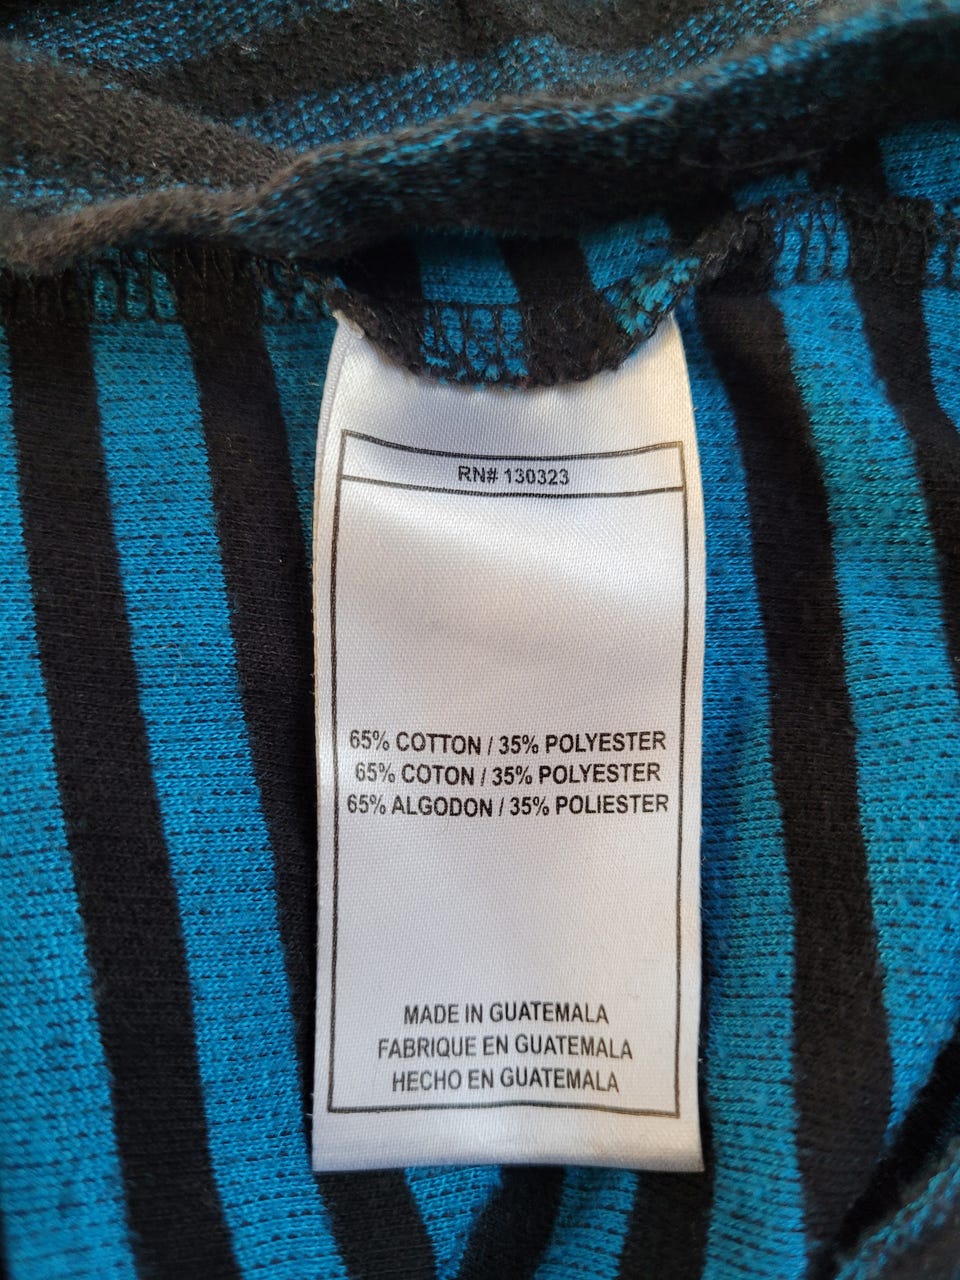 RN# 130323
65% COTTON / 35% POLYESTER
65% COTON / 35% POLYESTER
65% ALGODON / 35% POLIESTER
MADE IN GUATEMALA
FABRIQUE EN GUATEMALA
HECHO EN GUATEMALA